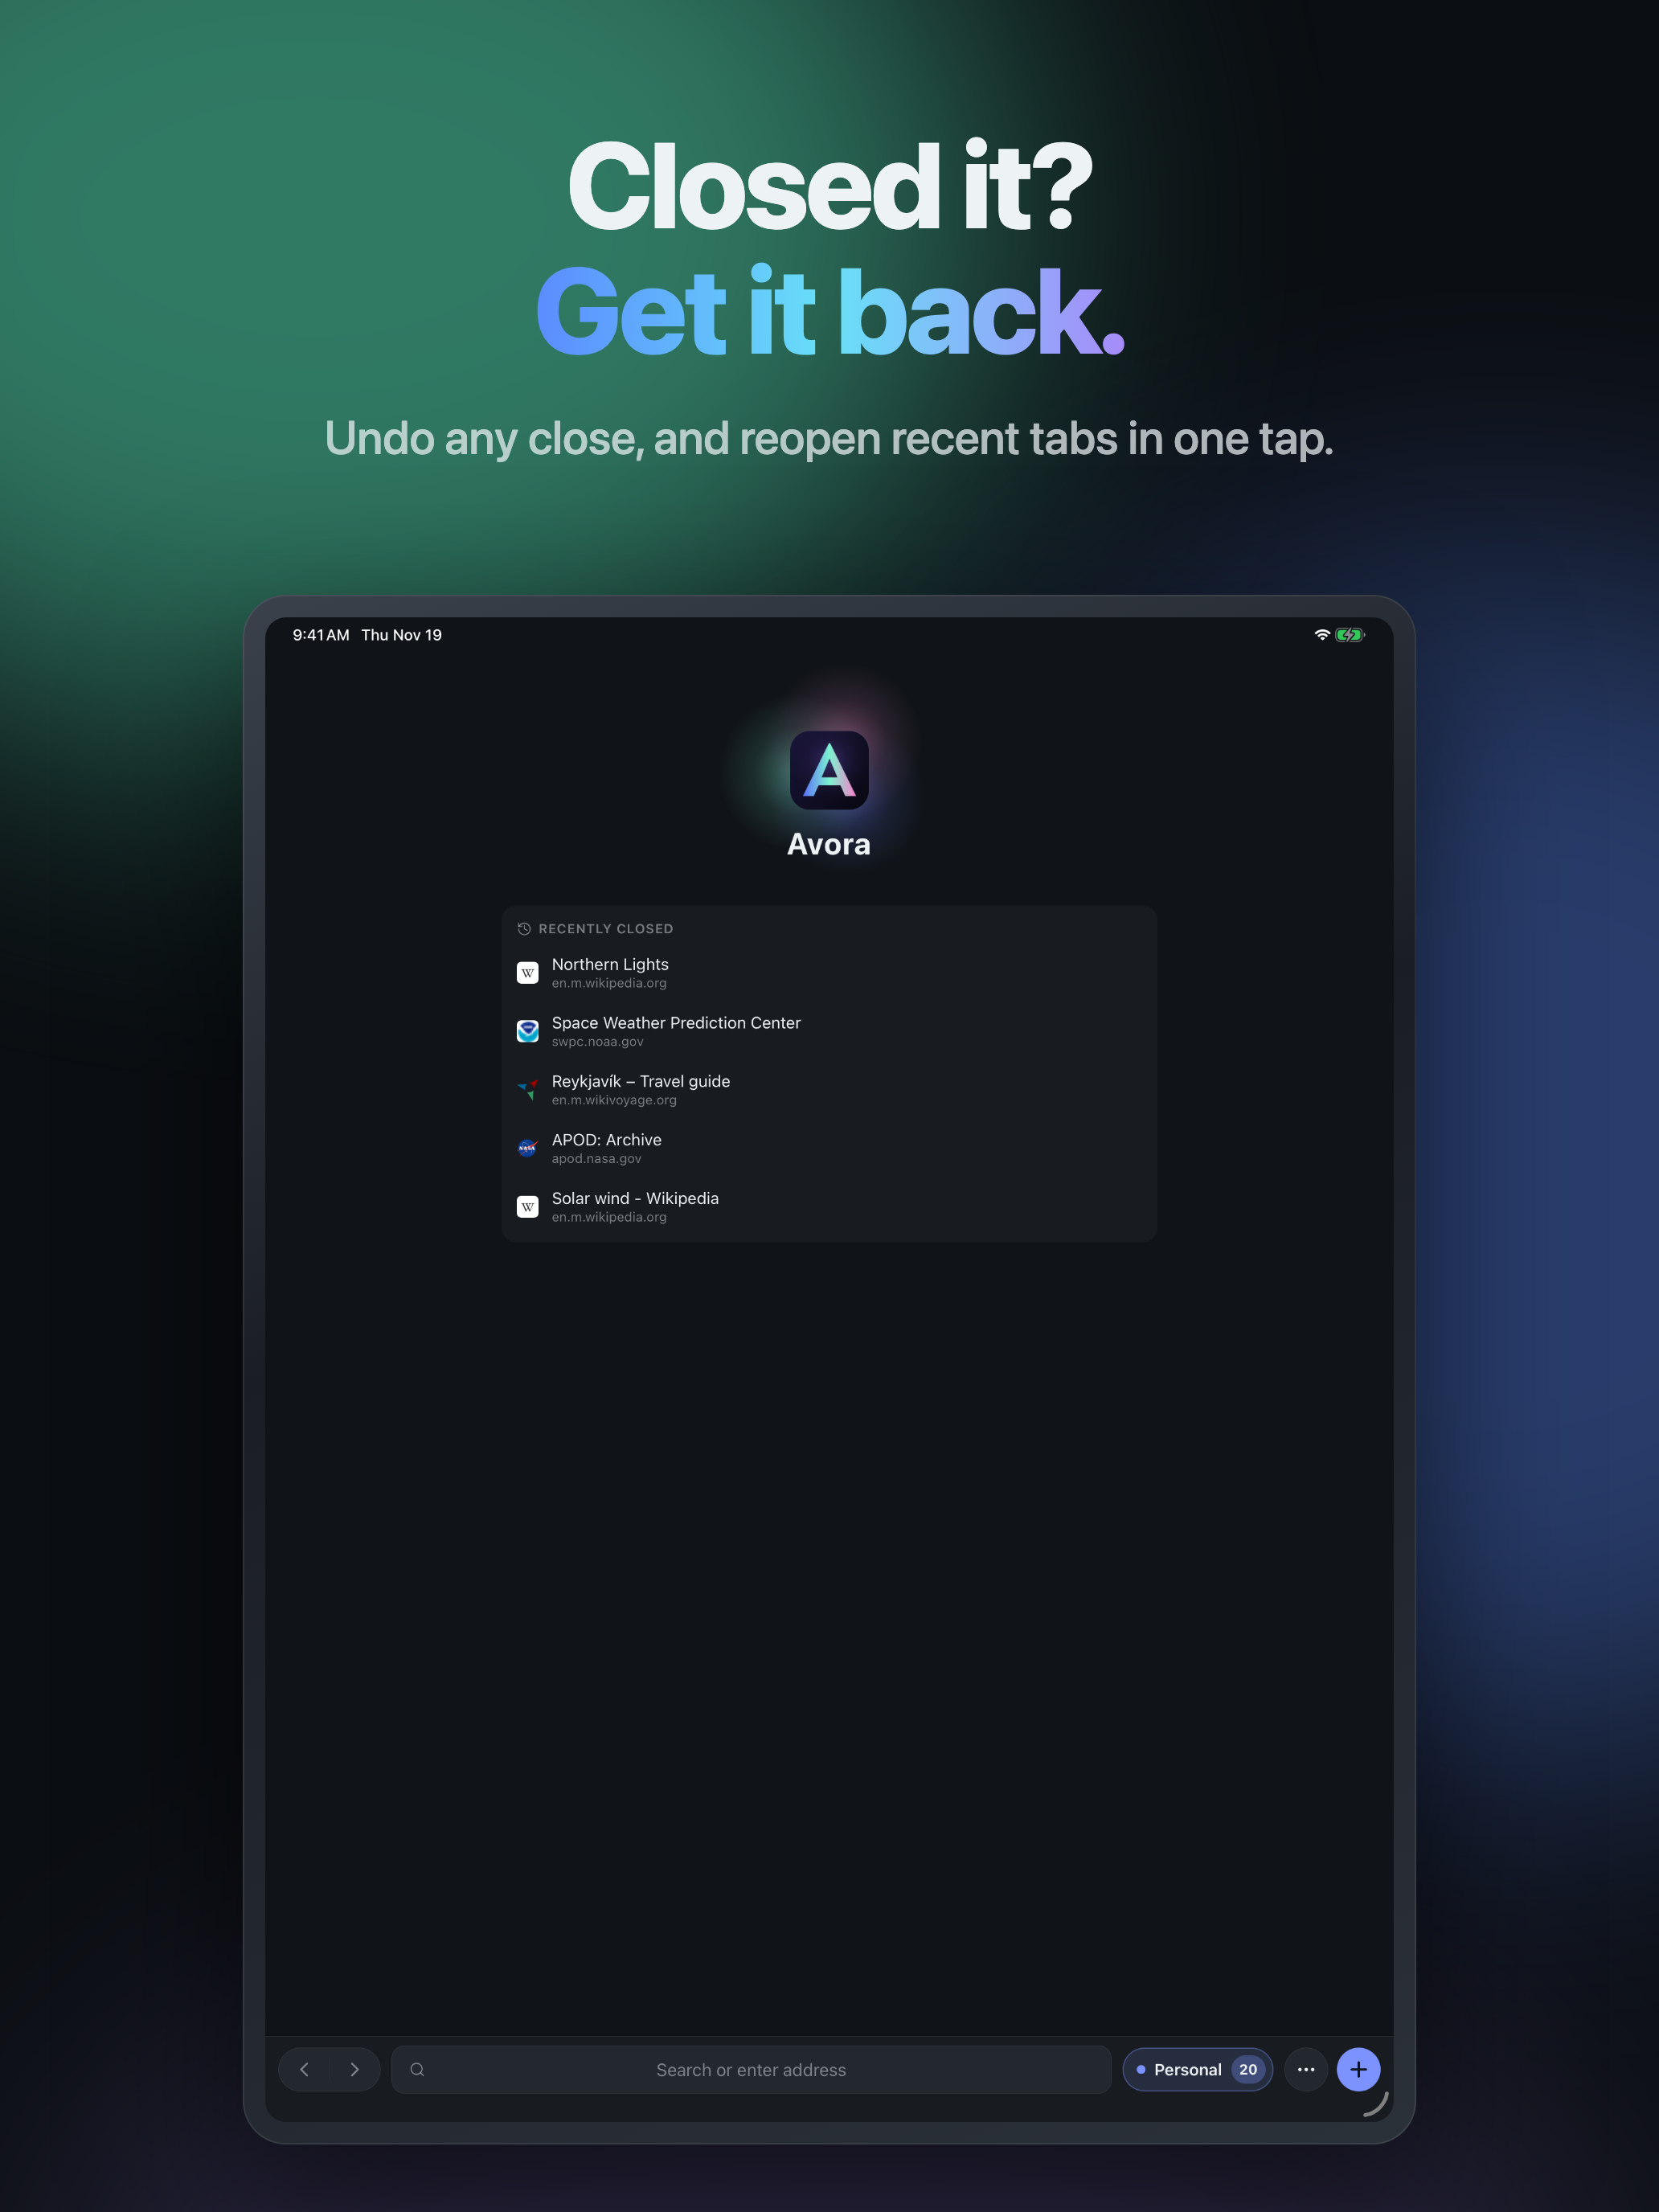 Closed it?
Get it back.
Undo any close, and reopen recent tabs in one tap.
9:41 AM Thu Nov 19
A
Avora
RECENTLY CLOSED
W
Northern Lights
en.m.wikipedia.org
Space Weather Prediction Center
swpc.noaa.gov
Reykjavík – Travel guide
en.m.wikivoyage.org
NASA
APOD: Archive
apod.nasa.gov
W
Solar wind - Wikipedia
en.m.wikipedia.org
Search or enter address
Personal 20